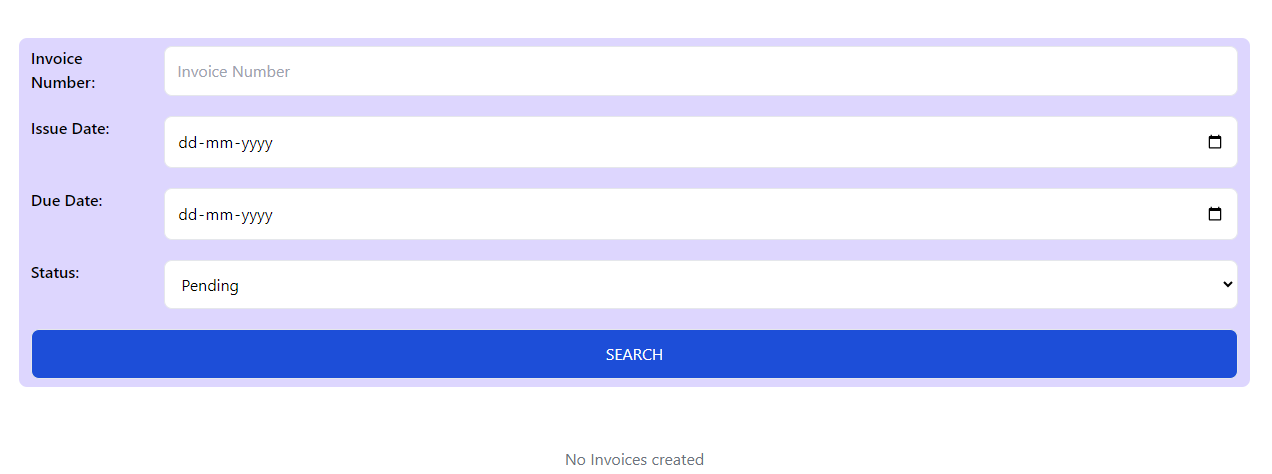 Invoice
Number:
Invoice Number
Issue Date:
dd-mm-yyyy
Due Date:
dd-mm-yyyy
Status:
Pending
SEARCH
No Invoices created